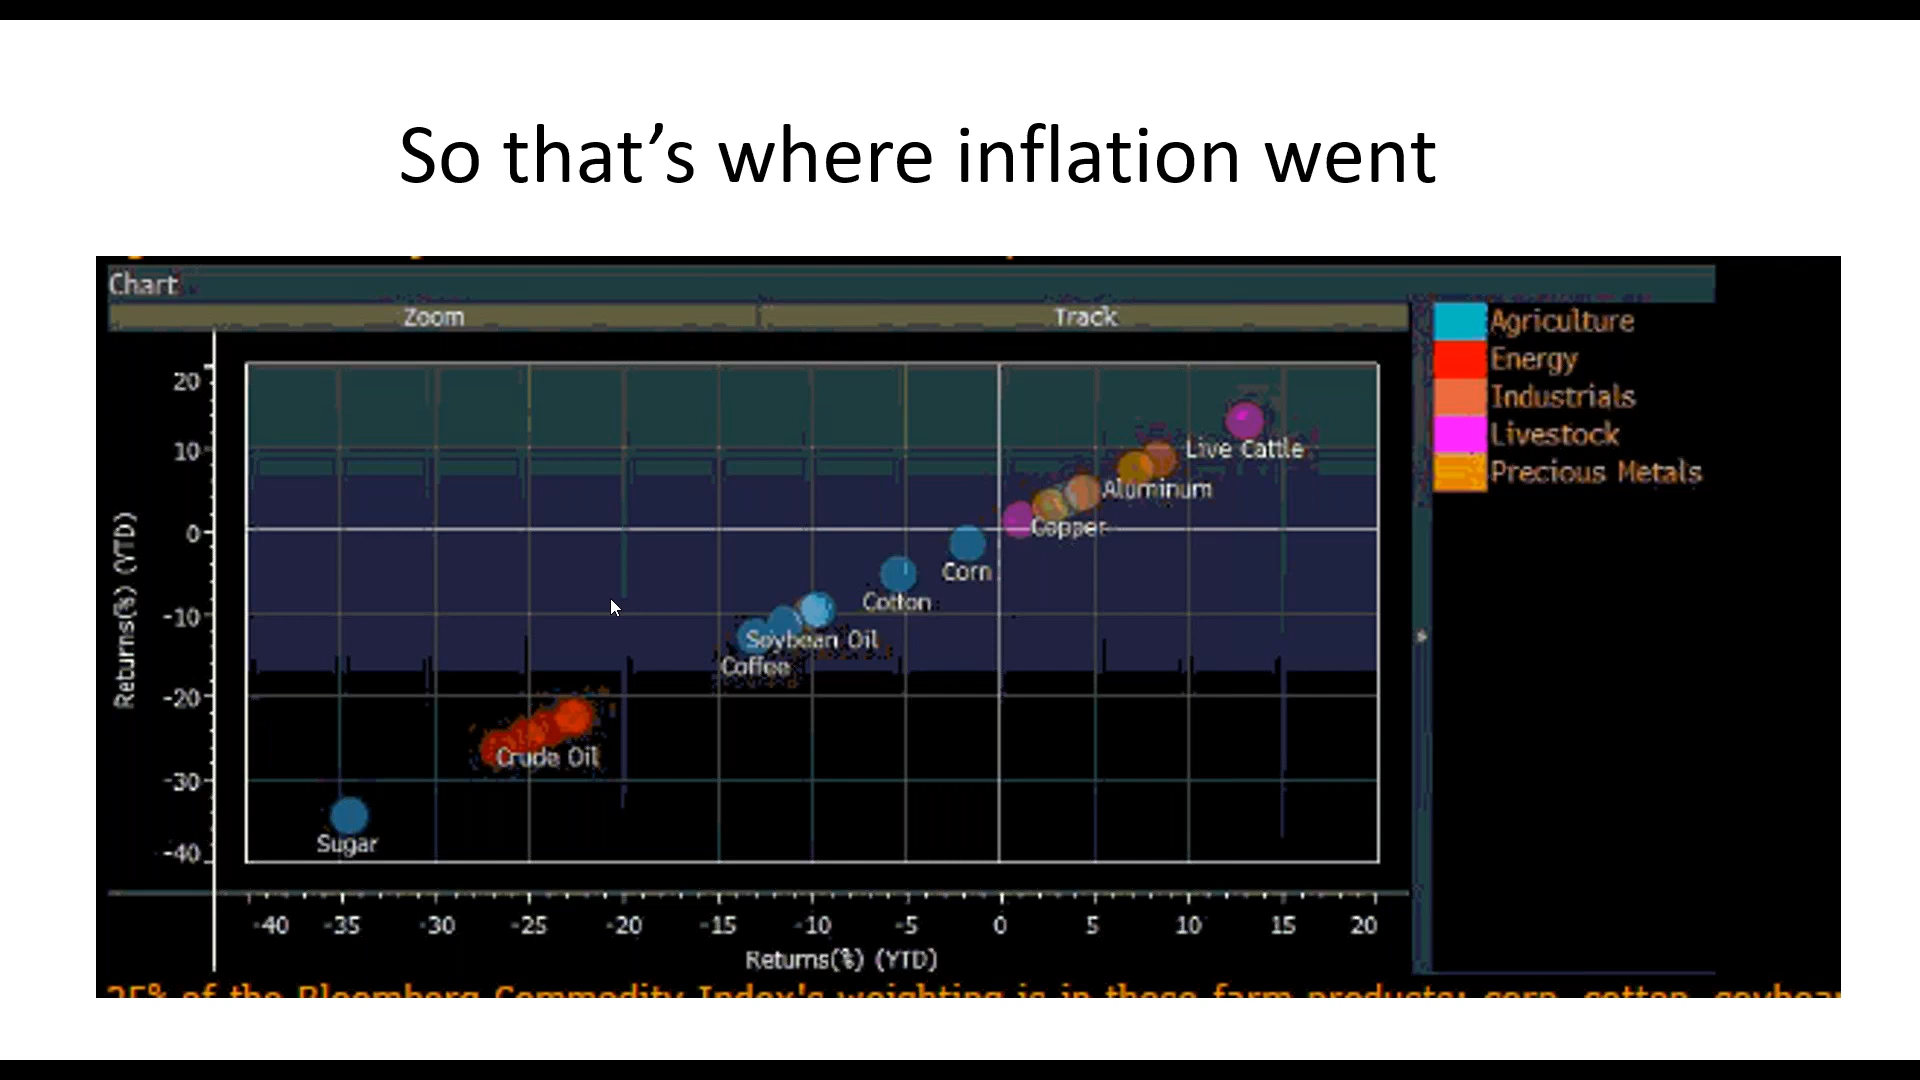 So that’s where inflation went
Chart
Zoom
Track
Agriculture
Energy
Industrials
Livestock
Precious Metals
20
10
0
-10
-20
-30
-40
Returns(%) (YTD)
Live Cattle
Aluminum
Copper
Corn
Cotton
Soybean Oil
Coffee
Crude Oil
Sugar
-40 -35 -30 -25 -20 -15 -10 -5 0 5 10 15 20
Returns(%) (YTD)
25% of the Bloomberg Commodity Index's weighting is in these farm products: corn, cotton,